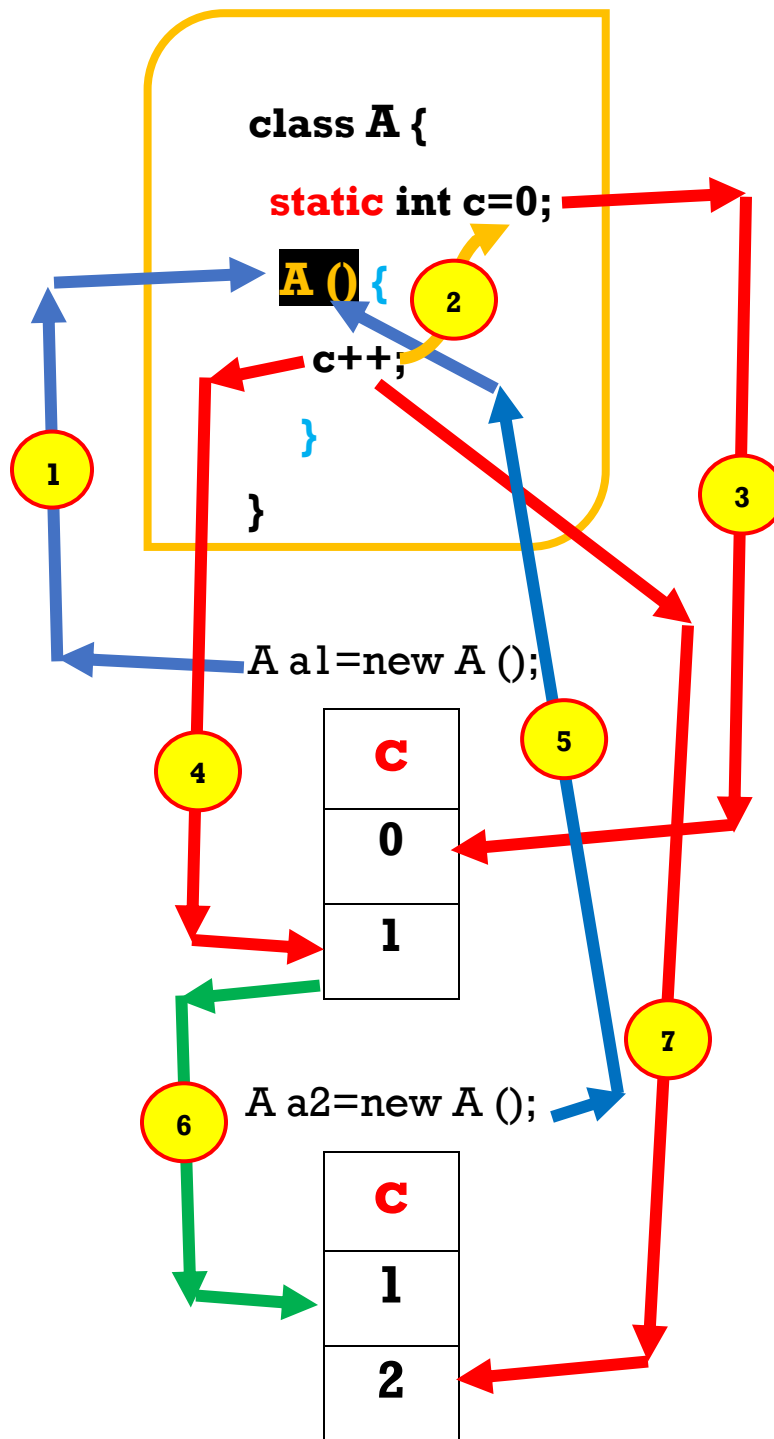 class A {
static int c=0;
A () {
2
c++;
}
1
}
3
A a1=new A ();
c
5
4
0
1
7
A a2=new A ();
6
c
1
2